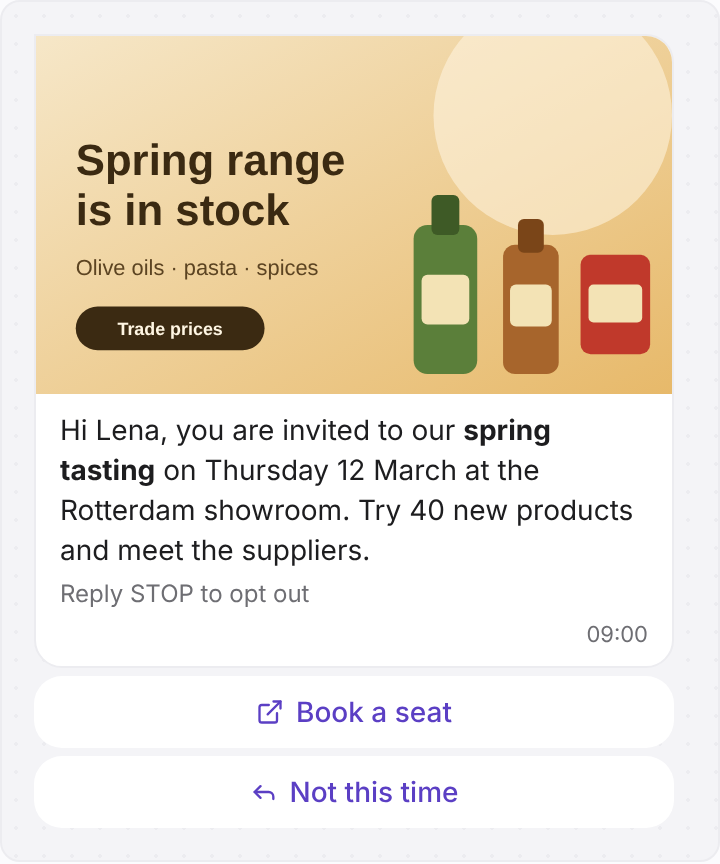 Spring range
is in stock
Olive oils · pasta · spices
Trade prices
Hi Lena, you are invited to our spring
tasting on Thursday 12 March at the
Rotterdam showroom. Try 40 new products
and meet the suppliers.
Reply STOP to opt out
09:00
Book a seat
Not this time